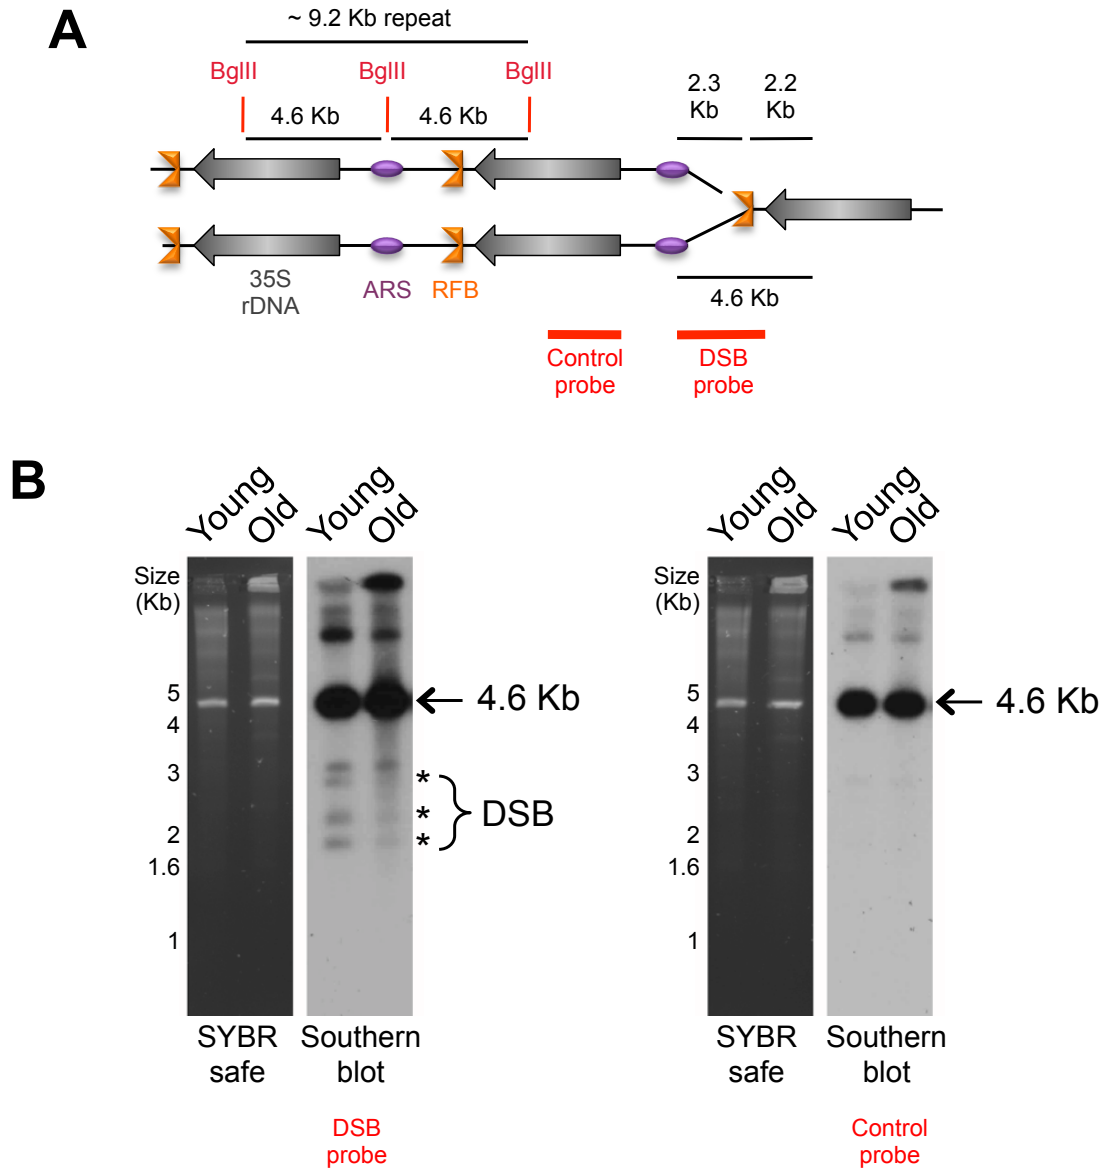 A
~ 9.2 Kb repeat
BglII BglII BglII
4.6 Kb 4.6 Kb
2.3 Kb
2.2 Kb
35S
rDNA
ARS
RFB
4.6 Kb
Control
probe
DSB
probe
B
Young
Old
Young
Old
Size
(Kb)
5
4
3
2
1.6
1
4.6 Kb
*
*
*
DSB
SYBR
safe
Southern
blot
DSB
probe
Young
Old
Young
Old
Size
(Kb)
5
4
3
2
1.6
1
4.6 Kb
SYBR
safe
Southern
blot
Control
probe